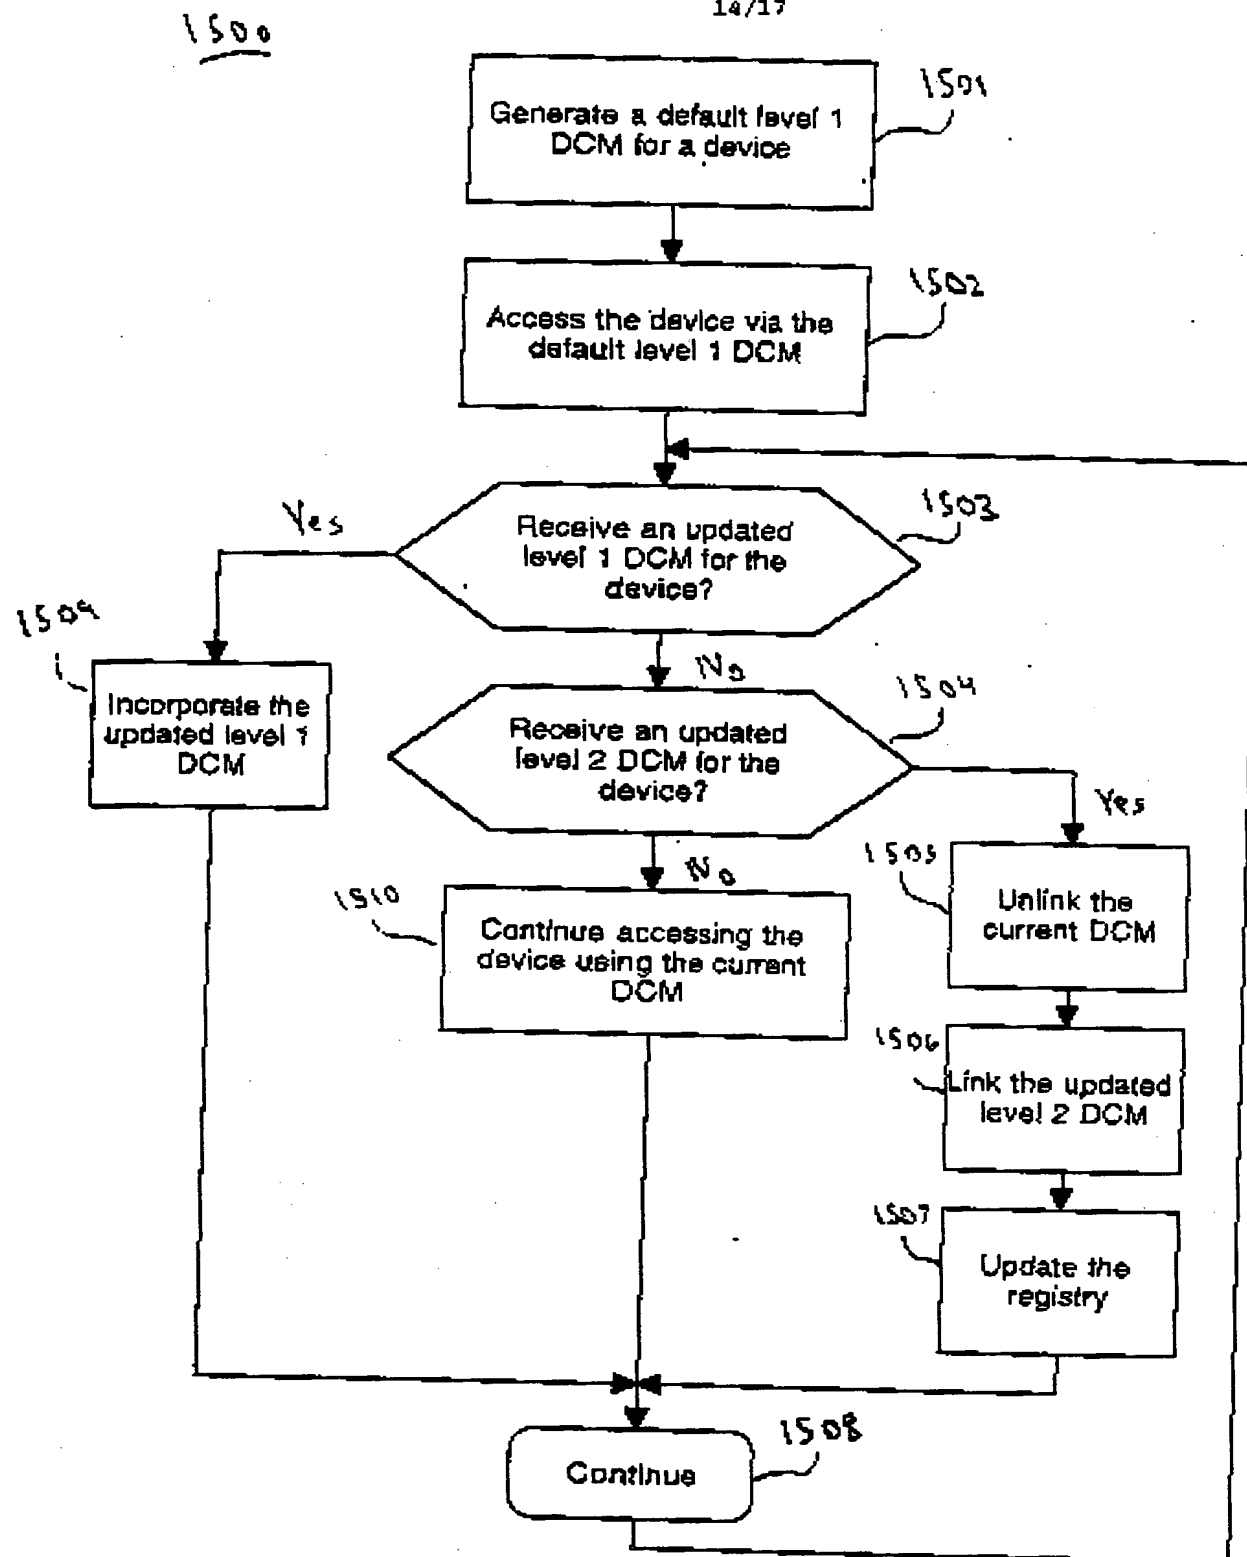 14/17
1500
Generate a default level 1
DCM for a device
1501
Access the device via the
default level 1 DCM
1502
Yes
Receive an updated
level 1 DCM for the
device?
1503
1509
No
Incorporate the
updated level 1
DCM
Receive an updated
level 2 DCM for the
device?
1504
Yes
No
1505
1510
Continue accessing the
device using the current
DCM
Unlink the
current DCM
1506
Link the updated
level 2 DCM
1507
Update the
registry
1508
Continue